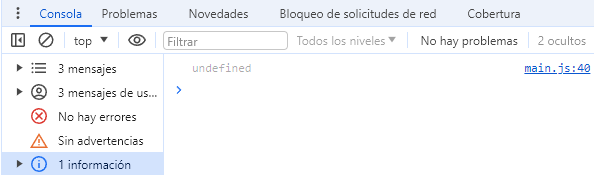 Consola Problemas Novedades Bloqueo de solicitudes de red Cobertura
top Filtrar Todos los niveles No hay problemas 2 ocultos
3 mensajes
undefined main.js:40
3 mensajes de us...
No hay errores
Sin advertencias
1 información